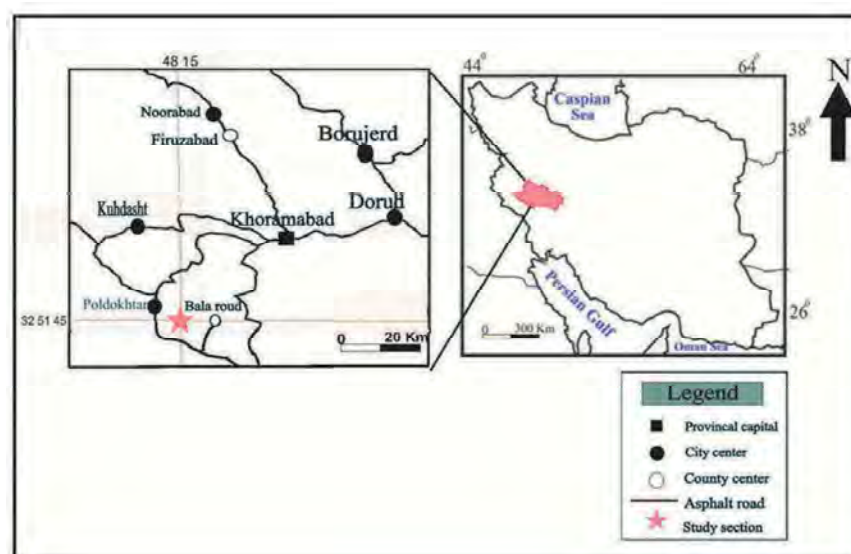 48 15
Noorabad
Firuzabad
Borujerd
Dorud
Kuhdasht
Khoramabad
Poldokhtar
Bala roud
32 51 45
0 20 Km
44°
64°
N
Caspian
Sea
38°
Persian Gulf
26°
0 300 Km
Oman Sea
Legend
Provincal capital
City center
County center
Asphalt road
Study section